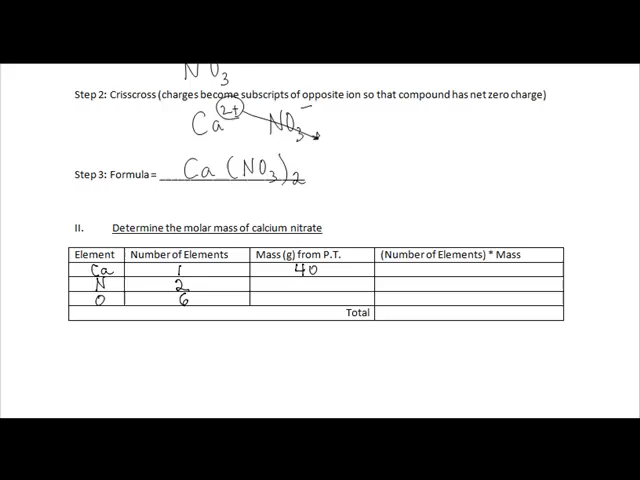 NO3
Step 2: Crisscross (charges become subscripts of opposite ion so that compound has net zero charge)
Ca 2+ NO3 -
Step 3: Formula = Ca (NO3)2
II. Determine the molar mass of calcium nitrate
Element Number of Elements Mass (g) from P.T. (Number of Elements) * Mass
Ca 1 40
N 2
O 6
Total